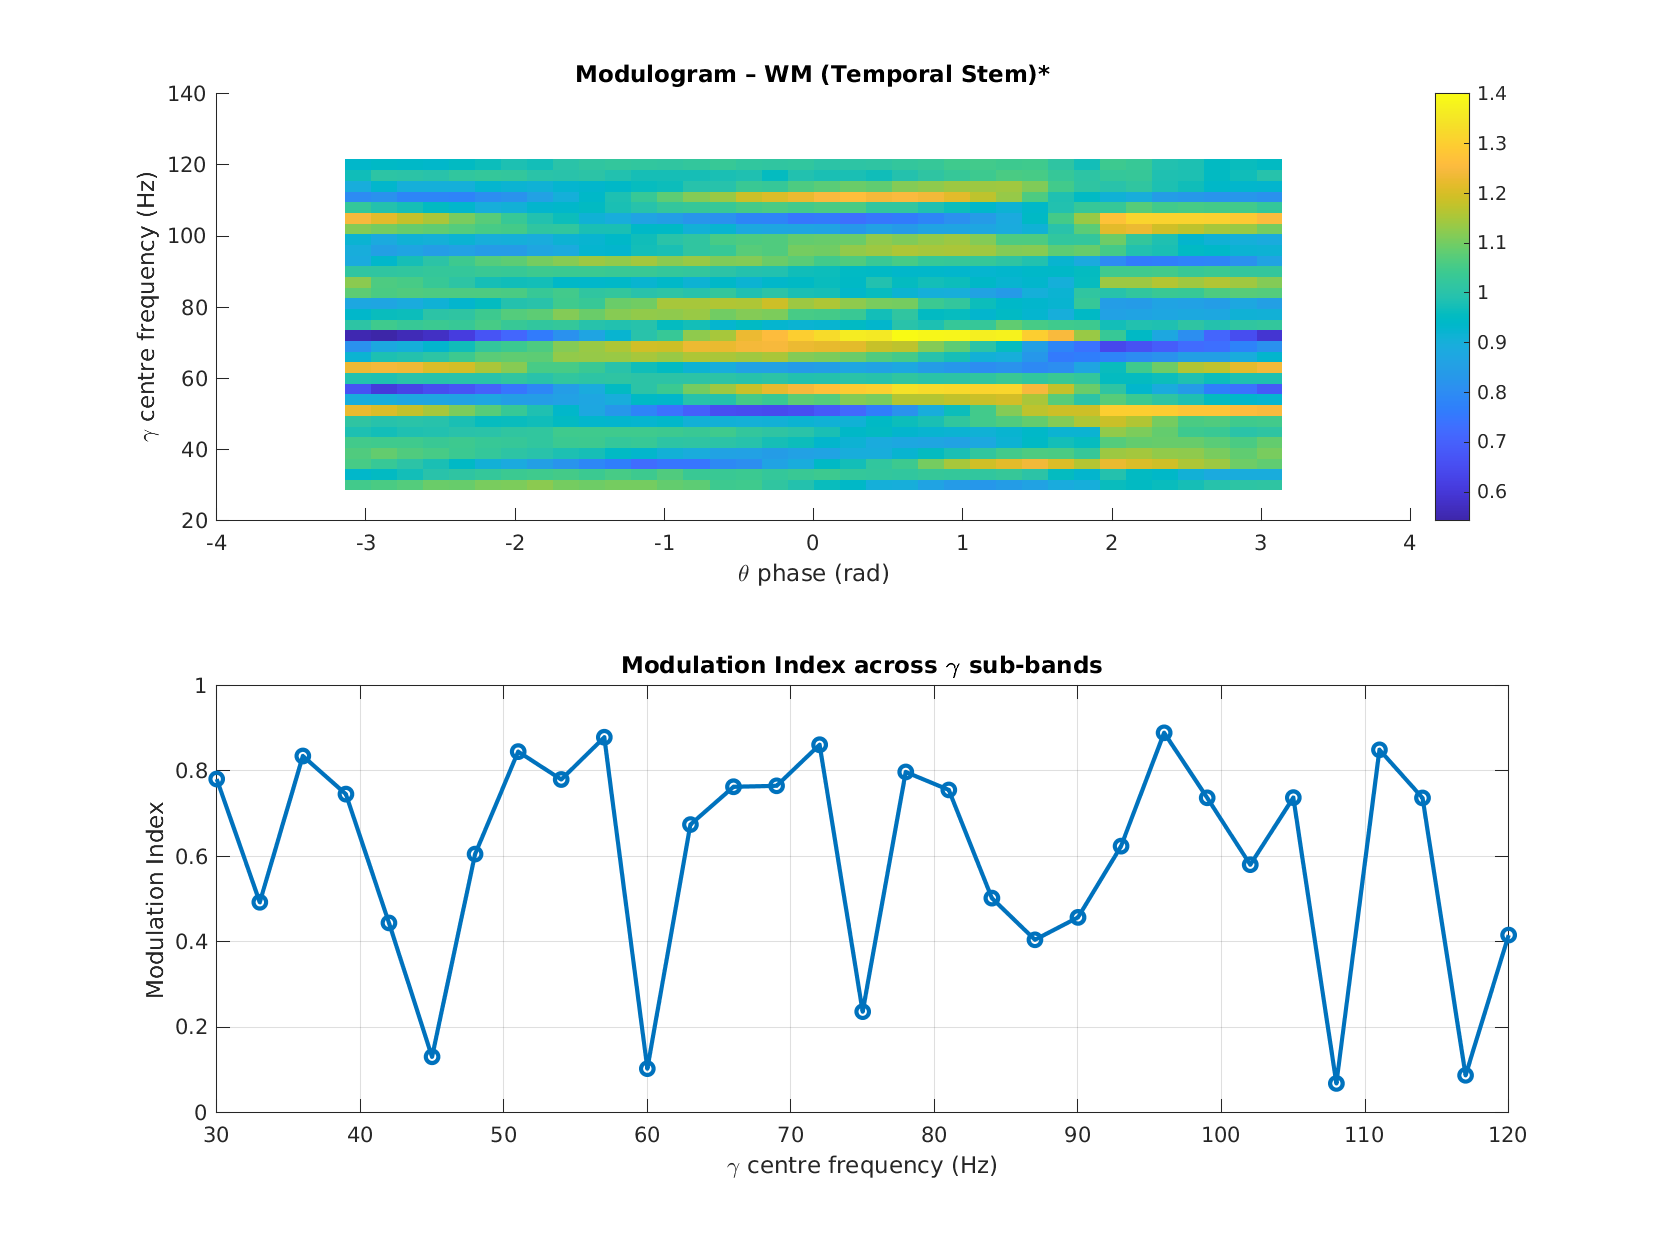 Modulogram – WM (Temporal Stem)*
γ centre frequency (Hz)
140
120
100
80
60
40
20
-4 -3 -2 -1 0 1 2 3 4
θ phase (rad)
1.4
1.3
1.2
1.1
1
0.9
0.8
0.7
0.6
Modulation Index across γ sub-bands
Modulation Index
1
0.8
0.6
0.4
0.2
0
30 40 50 60 70 80 90 100 110 120
γ centre frequency (Hz)